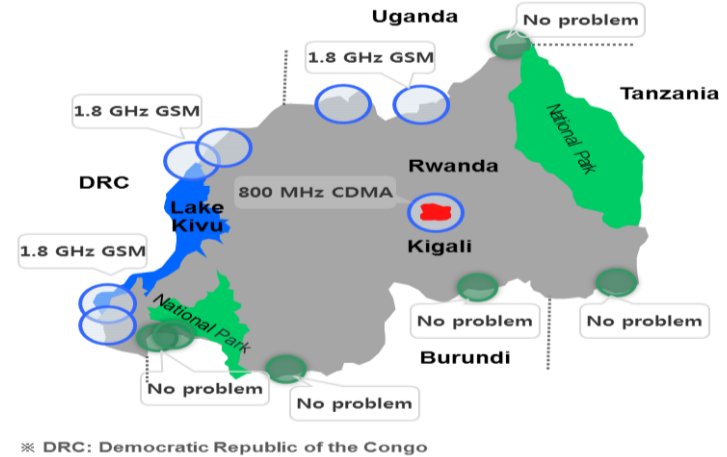 Uganda
No problem
1.8 GHz GSM
Tanzania
1.8 GHz GSM
National Park
Rwanda
DRC
800 MHz CDMA
Lake
Kivu
Kigali
1.8 GHz GSM
National Park
No problem
No problem
Burundi
No problem
No problem
※ DRC: Democratic Republic of the Congo